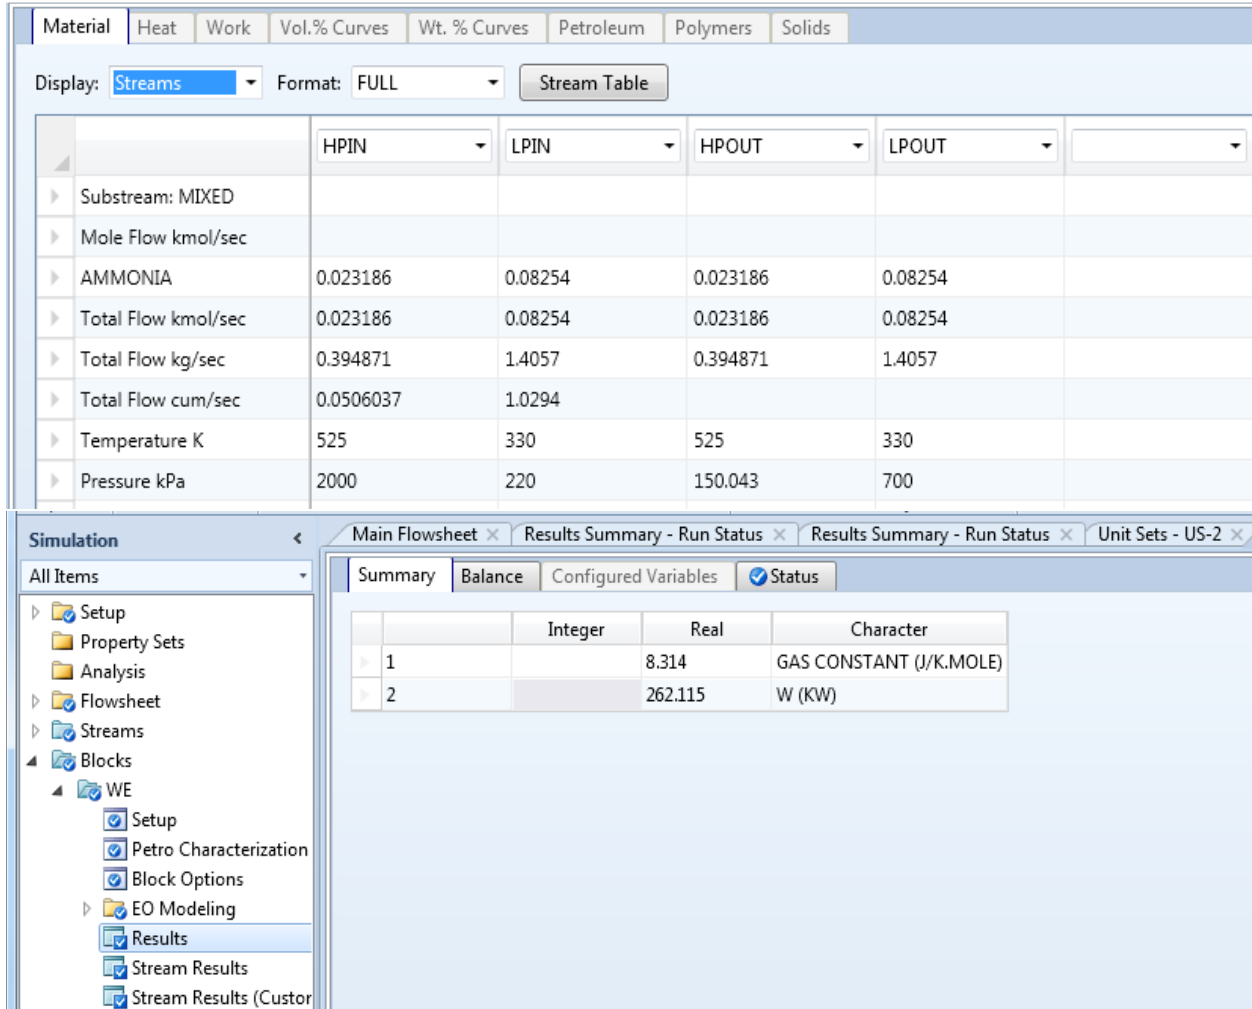 Material Heat Work Vol.% Curves Wt. % Curves Petroleum Polymers Solids
Display: Streams Format: FULL Stream Table
HPIN LPIN HPOUT LPOUT
Substream: MIXED
Mole Flow kmol/sec
AMMONIA 0.023186 0.08254 0.023186 0.08254
Total Flow kmol/sec 0.023186 0.08254 0.023186 0.08254
Total Flow kg/sec 0.394871 1.4057 0.394871 1.4057
Total Flow cum/sec 0.0506037 1.0294
Temperature K 525 330 525 330
Pressure kPa 2000 220 150.043 700
Simulation
All Items
Setup
Property Sets
Analysis
Flowsheet
Streams
Blocks
WE
Setup
Petro Characterization
Block Options
EO Modeling
Results
Stream Results
Stream Results (Custor
Main Flowsheet Results Summary - Run Status Results Summary - Run Status Unit Sets - US-2
Summary Balance Configured Variables Status
Integer Real Character
1 8.314 GAS CONSTANT (J/K.MOLE)
2 262.115 W (KW)